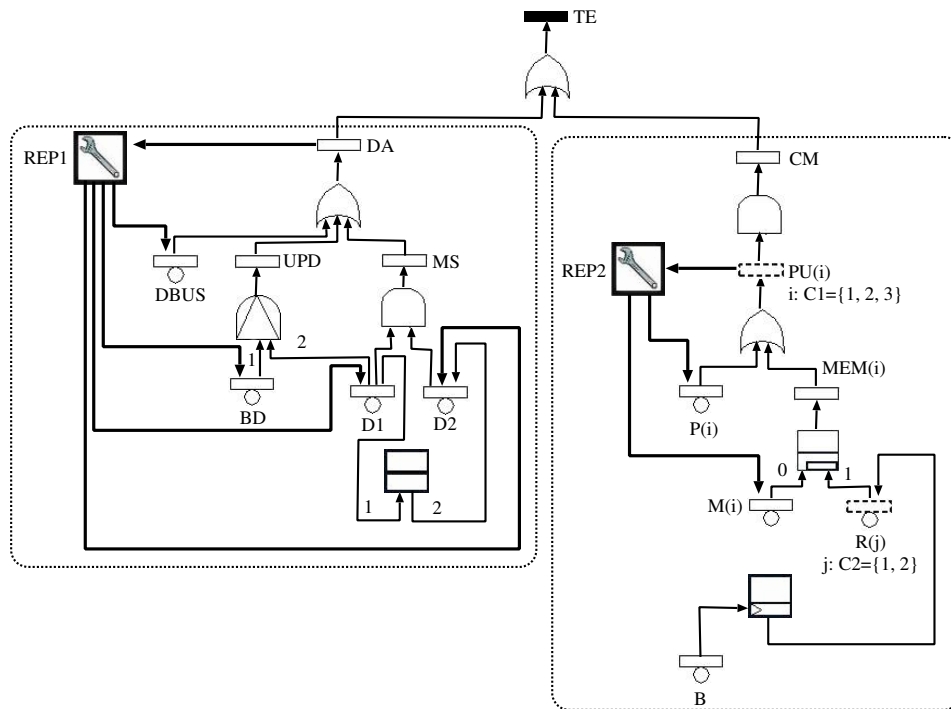 TE
REP1
DA
CM
UPD
MS
DBUS
REP2
PU(i)
i: C1={1, 2, 3}
1
2
BD
D1
D2
MEM(i)
P(i)
1
2
0
1
M(i)
R(j)
j: C2={1, 2}
B